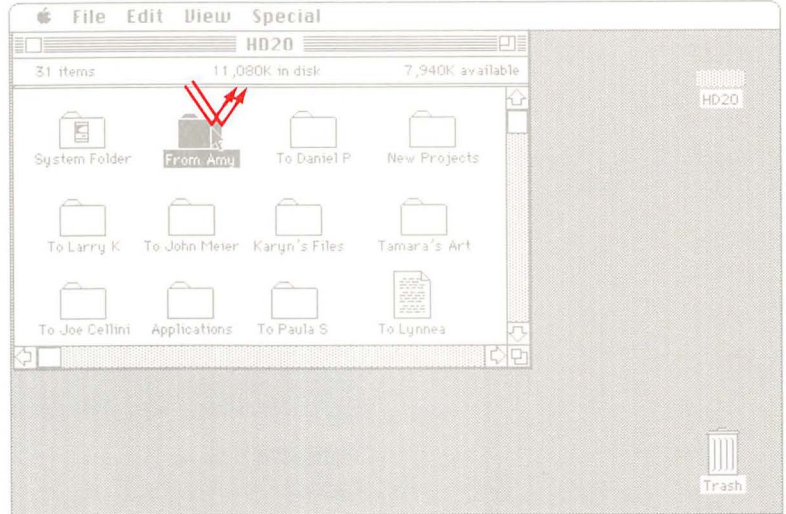 File Edit View Special
HD20
31 items 11,080K in disk 7,940K available
HD20
System Folder From Amy To Daniel P New Projects
To Larry K To John Meier Karyn's Files Tamara's Art
To Joe Cellini Applications To Paula S To Lynnea
Trash